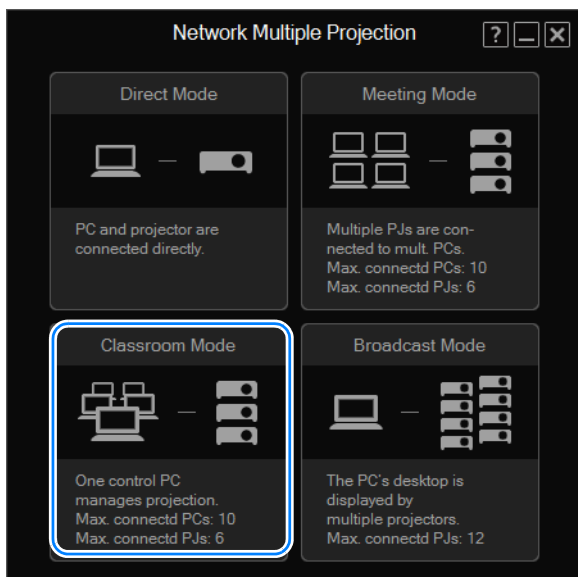 Network Multiple Projection
?
Direct Mode
PC and projector are
connected directly.
Meeting Mode
Multiple PJs are con-
nected to mult. PCs.
Max. connectd PCs: 10
Max. connectd PJs: 6
Classroom Mode
One control PC
manages projection.
Max. connectd PCs: 10
Max. connectd PJs: 6
Broadcast Mode
The PC's desktop is
displayed by
multiple projectors.
Max. connectd PJs: 12